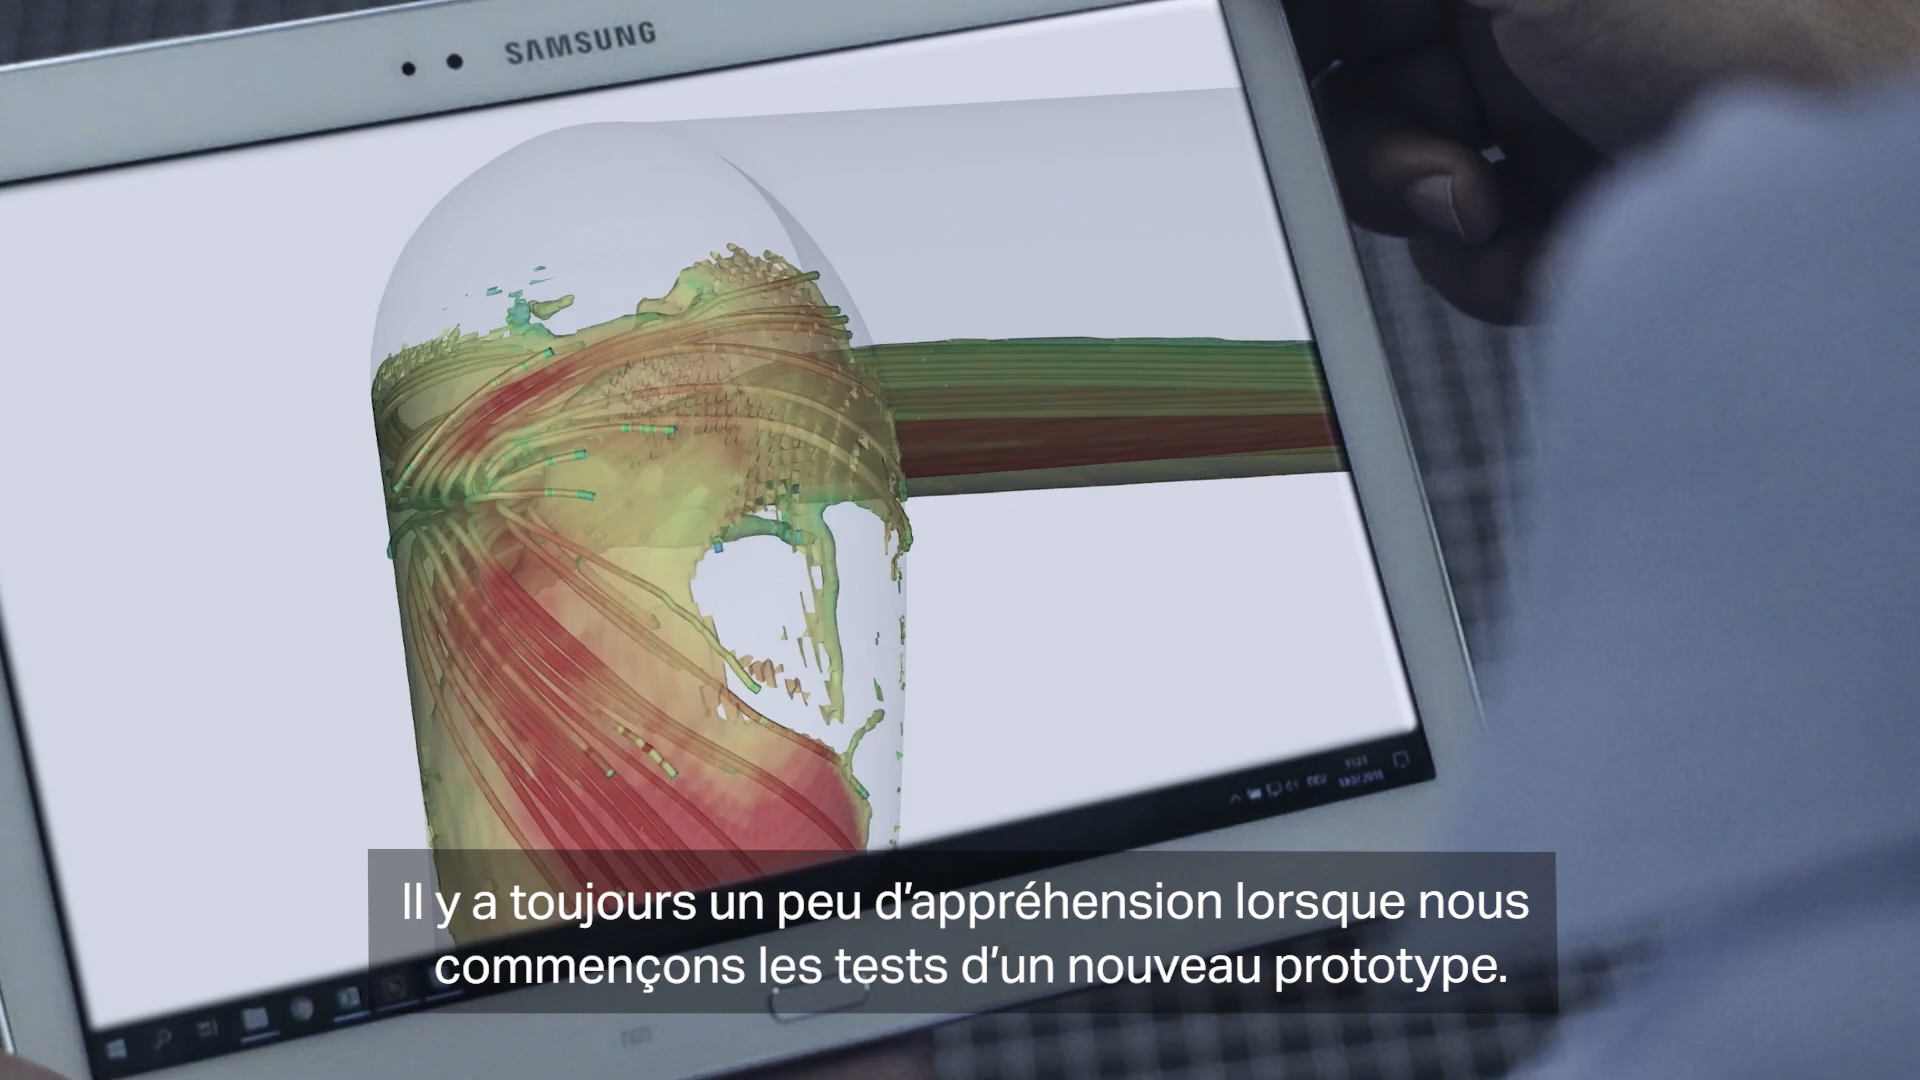 SAMSUNG
Il y a toujours un peu d’appréhension lorsque nous
commençons les tests d’un nouveau prototype.